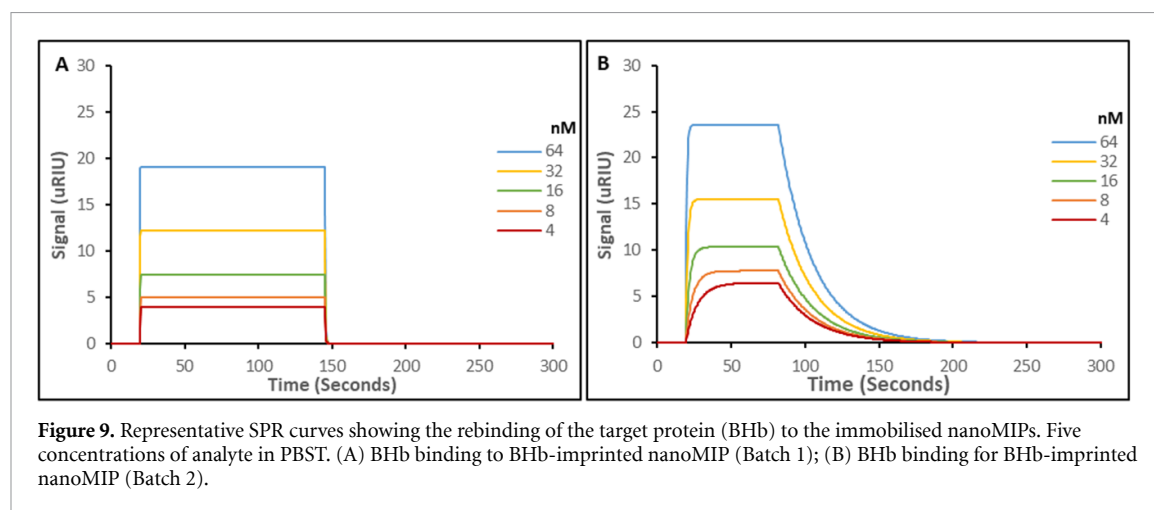 A
30
25
20
15
10
5
0
Signal (uRIU)
0 50 100 150 200 250 300
Time (Seconds)
nM
64
32
16
8
4
B
30
25
20
15
10
5
0
Signal (uRIU)
0 50 100 150 200 250 300
Time (Seconds)
nM
64
32
16
8
4
Figure 9. Representative SPR curves showing the rebinding of the target protein (BHb) to the immobilised nanoMIPs. Five
concentrations of analyte in PBST. (A) BHb binding to BHb-imprinted nanoMIP (Batch 1); (B) BHb binding for BHb-imprinted
nanoMIP (Batch 2).